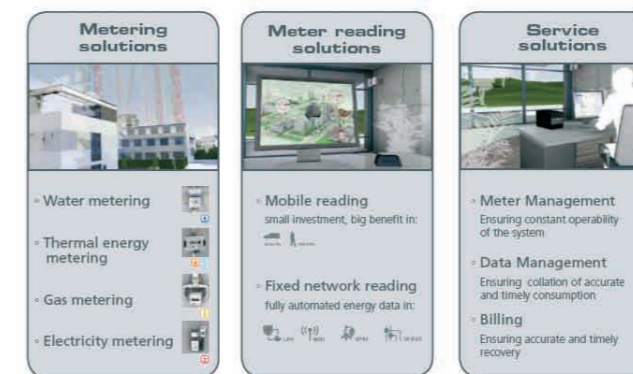 Metering
solutions
Water metering
Thermal energy
metering
Gas metering
Electricity metering
Meter reading
solutions
Mobile reading
small investment, big benefit in:
Fixed network reading
fully automated energy data in:
Service
solutions
Meter Management
Ensuring constant operability
of the system
Data Management
Ensuring collation of accurate
and timely consumption
Billing
Ensuring accurate and timely
recovery